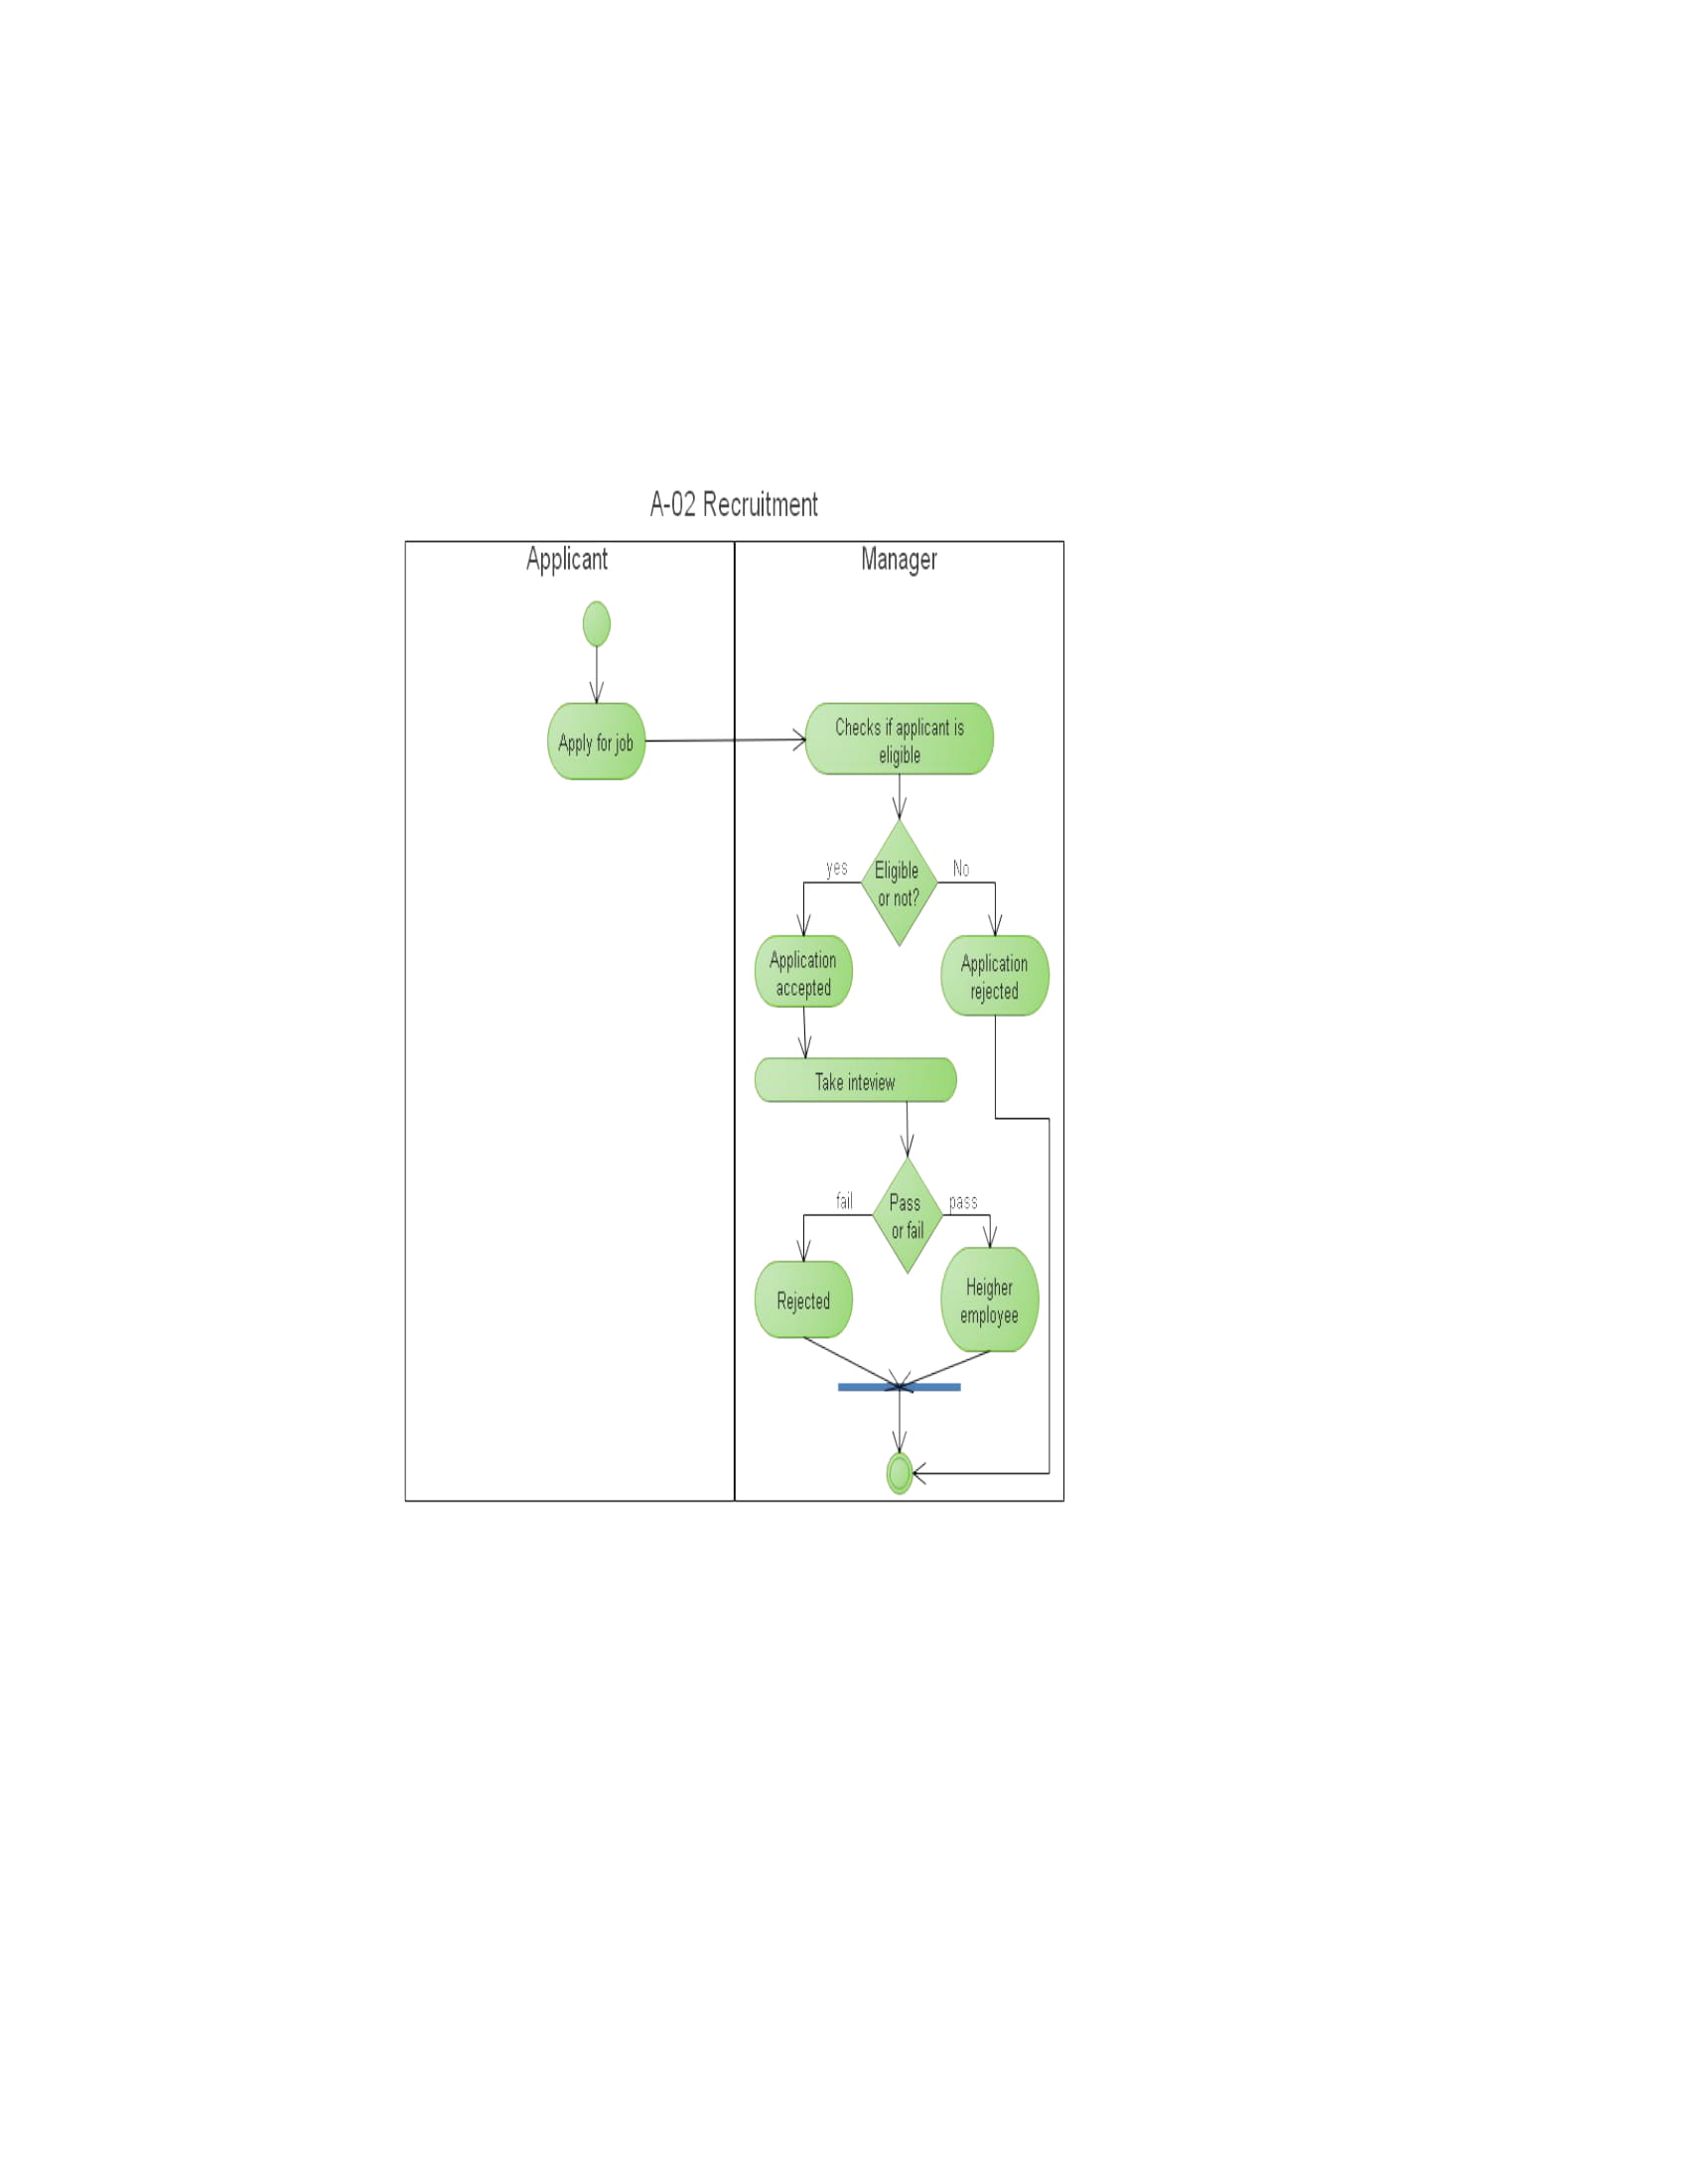 A-02 Recruitment
Applicant
Manager
Apply for job
Checks if applicant is
eligible
Eligible
or not?
yes
No
Application
accepted
Application
rejected
Take inteview
Pass
or fail
fail
pass
Rejected
Heigher
employee